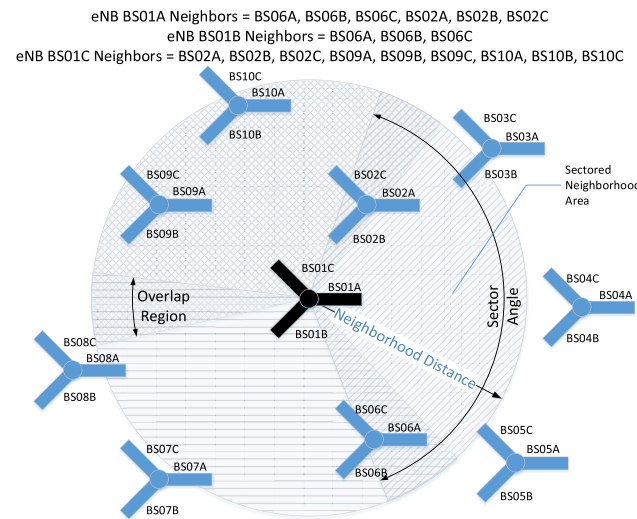 eNB BS01A Neighbors = BS06A, BS06B, BS06C, BS02A, BS02B, BS02C
eNB BS01B Neighbors = BS06A, BS06B, BS06C
eNB BS01C Neighbors = BS02A, BS02B, BS02C, BS09A, BS09B, BS09C, BS10A, BS10B, BS10C
BS10C
BS10A
BS10B
BS03C
BS03A
BS03B
BS09C
BS09A
BS09B
BS02C
BS02A
BS02B
Sectored
Neighborhood
Area
BS01C
BS01A
BS01B
Overlap
Region
Neighborhood Distance
Sector
Angle
BS04C
BS04A
BS04B
BS08C
BS08A
BS08B
BS06C
BS06A
BS06B
BS05C
BS05A
BS05B
BS07C
BS07A
BS07B